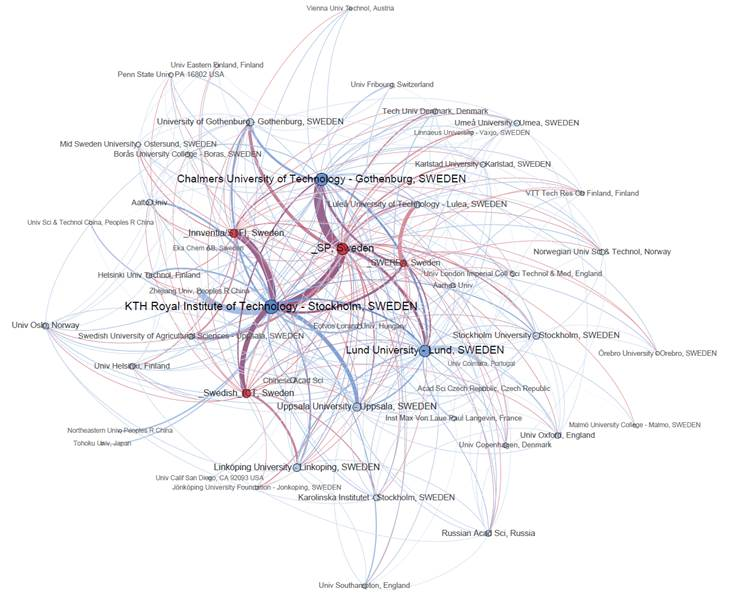 Vienna Univ Technol, Austria
Univ Eastern Finland, Finland
Penn State Univ, PA 16802 USA
Univ Fribourg, Switzerland
Tech Univ Denmark, Denmark
University of Gothenburg - Gothenburg, SWEDEN
Umeå University - Umea, SWEDEN
Linnaeus University - Vaxjo, SWEDEN
Mid Sweden University - Ostersund, SWEDEN
Borås University College - Boras, SWEDEN
Karlstad University - Karlstad, SWEDEN
Chalmers University of Technology - Gothenburg, SWEDEN
VTT Tech Res Ctr Finland, Finland
Aalto Univ
Luleå University of Technology - Lulea, SWEDEN
Univ Sci & Technol China, Peoples R China
_Innventia/STFI, Sweden
_SP, Sweden
Eka Chem AB, Sweden
Norwegian Univ Sci & Technol, Norway
_SWEREA, Sweden
Helsinki Univ Technol, Finland
Univ London Imperial Coll Sci Technol & Med, England
Aarhus Univ
Zhejiang Univ, Peoples R China
KTH Royal Institute of Technology - Stockholm, SWEDEN
Univ Oslo, Norway
Eotvos Lorand Univ, Hungary
Swedish University of Agricultural Sciences - Uppsala, SWEDEN
Stockholm University - Stockholm, SWEDEN
Lund University - Lund, SWEDEN
Örebro University - Orebro, SWEDEN
Univ Helsinki, Finland
Univ Coimbra, Portugal
Chinese Acad Sci
_Swedish_ICT, Sweden
Acad Sci Czech Republic, Czech Republic
Uppsala University - Uppsala, SWEDEN
Inst Max Von Laue Paul Langevin, France
Malmö University College - Malmo, SWEDEN
Northeastern Univ Peoples R China
Univ Oxford, England
Tohoku Univ, Japan
Univ Copenhagen, Denmark
Linköping University - Linkoping, SWEDEN
Univ Calif San Diego, CA 92093 USA
Jönköping University Foundation - Jonkoping, SWEDEN
Karolinska Institutet - Stockholm, SWEDEN
Russian Acad Sci, Russia
Univ Southampton, England